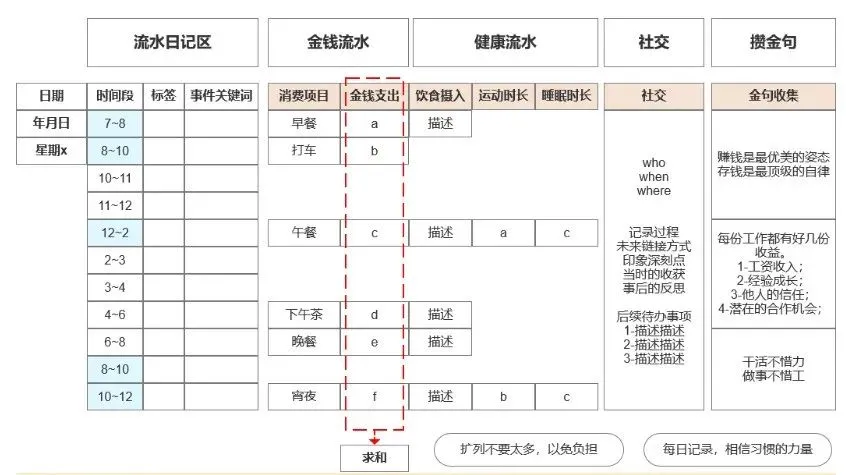 流水日记区 金钱流水 健康流水 社交 攒金句
日期 时间段 标签 事件关键词 消费项目 金钱支出 饮食摄入 运动时长 睡眠时长 社交 金句收集
年月日 7~8 早餐 a 描述
星期x 8~10 打车 b
10~11
11~12
12~2 午餐 c 描述 a c
2~3
3~4
4~6 下午茶 d 描述
6~8 晚餐 e 描述
8~10
10~12 宵夜 f 描述 b c
who
when
where
记录过程
未来链接方式
印象深刻点
当时的收获
事后的反思
后续待办事项
1-描述描述
2-描述描述
3-描述描述
赚钱是最优美的姿态
存钱是最顶级的自律
每份工作都有好几份
收益。
1-工资收入；
2-经验成长；
3-他人的信任；
4-潜在的合作机会；
干活不惜力
做事不惜工
求和 扩列不要太多，以免负担 每日记录，相信习惯的力量